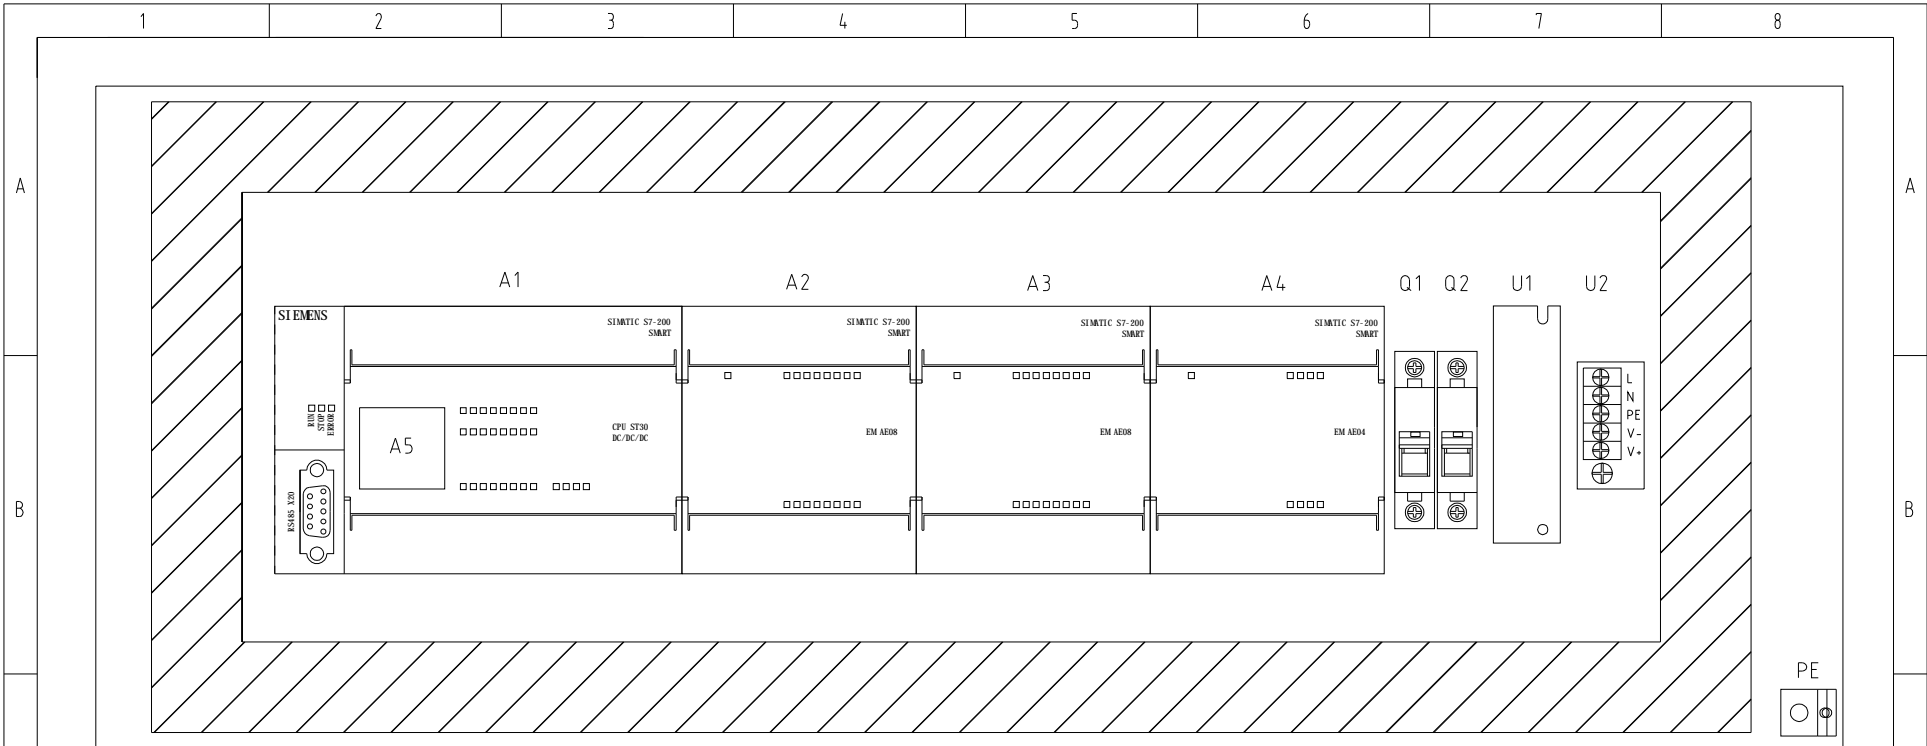 1 2 3 4 5 6 7 8
A A
A1 A2 A3 A4 Q1 Q2 U1 U2
SIEMENS
SIMATIC S7-200
SMART
SIMATIC S7-200
SMART
SIMATIC S7-200
SMART
SIMATIC S7-200
SMART
RUN
STOP
ERROR
A5
CPU ST30
DC/DC/DC
EM AE08
EM AE08
EM AE04
L
N
PE
V-
V+
RS485 X20
B B
PE